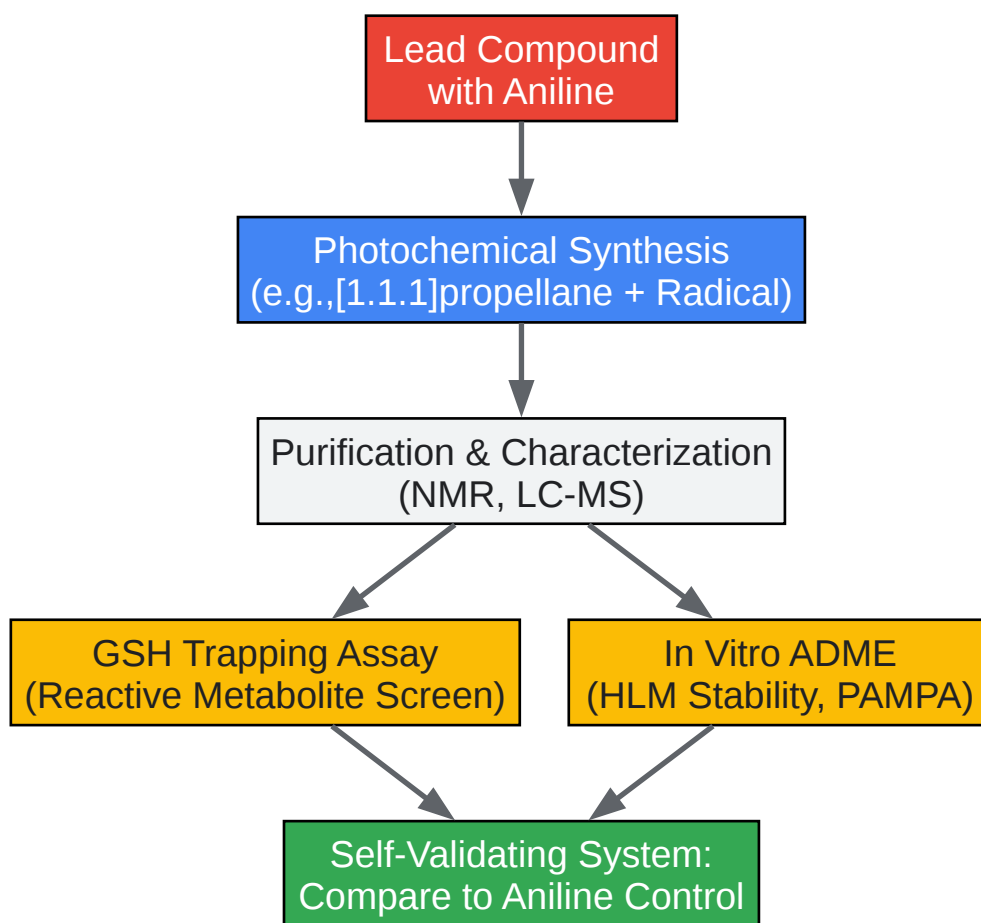 Lead Compound
with Aniline
Photochemical Synthesis
(e.g.,[1.1.1]propellane + Radical)
Purification & Characterization
(NMR, LC-MS)
GSH Trapping Assay
(Reactive Metabolite Screen)
In Vitro ADME
(HLM Stability, PAMPA)
Self-Validating System:
Compare to Aniline Control